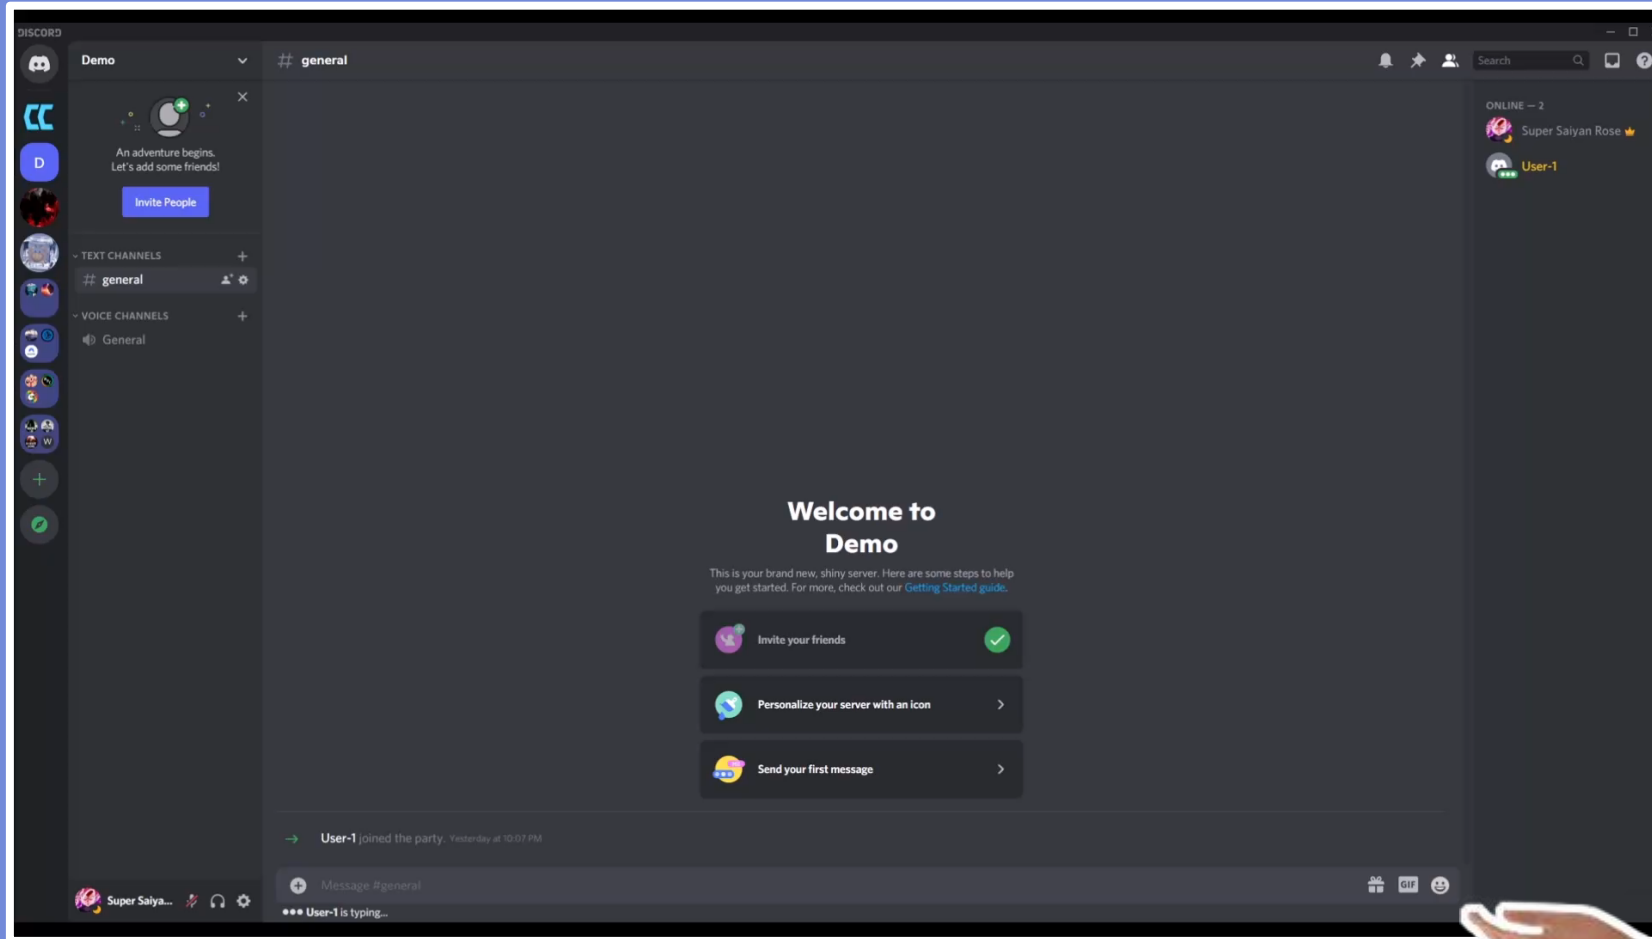 DISCORD
Demo
general
Search
An adventure begins.
Let's add some friends!
Invite People
TEXT CHANNELS
general
VOICE CHANNELS
General
D
W
Welcome to
Demo
This is your brand new, shiny server. Here are some steps to help
you get started. For more, check out our Getting Started guide.
Invite your friends
Personalize your server with an icon
Send your first message
User-1 joined the party. Yesterday at 10:07 PM
Message #general
GIF
User-1 is typing...
Super Saiya...
ONLINE — 2
Super Saiyan Rose
User-1